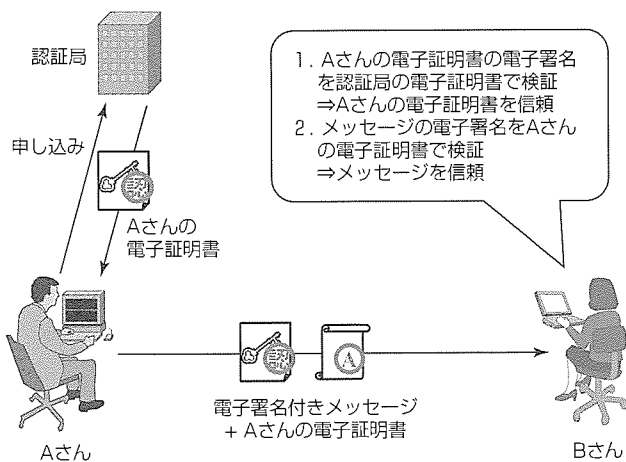 認証局
申し込み
認
Aさんの
電子証明書
1. Aさんの電子証明書の電子署名
を認証局の電子証明書で検証
⇒Aさんの電子証明書を信頼
2. メッセージの電子署名をAさん
の電子証明書で検証
⇒メッセージを信頼
認
A
電子署名付きメッセージ
+ Aさんの電子証明書
Aさん
Bさん